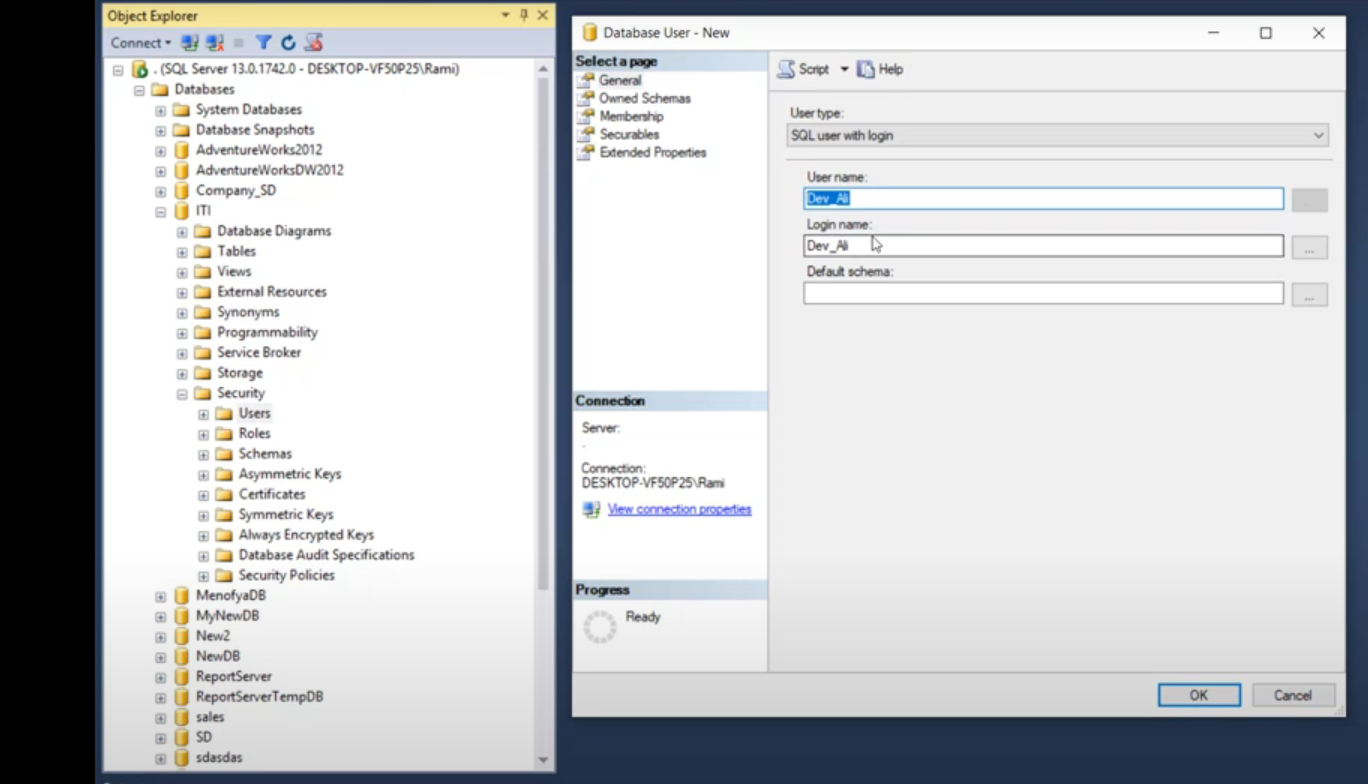 Object Explorer
Connect
. (SQL Server 13.0.1742.0 - DESKTOP-VF50P25\Rami)
Databases
System Databases
Database Snapshots
AdventureWorks2012
AdventureWorksDW2012
Company_SD
ITI
Database Diagrams
Tables
Views
External Resources
Synonyms
Programmability
Service Broker
Storage
Security
Users
Roles
Schemas
Asymmetric Keys
Certificates
Symmetric Keys
Always Encrypted Keys
Database Audit Specifications
Security Policies
MenofyaDB
MyNewDB
New2
NewDB
ReportServer
ReportServerTempDB
sales
SD
sdasdas
Database User - New
Select a page
General
Owned Schemas
Membership
Securables
Extended Properties
Connection
Server:
.
Connection:
DESKTOP-VF50P25\Rami
View connection properties
Progress
Ready
Script
Help
User type:
SQL user with login
User name:
Dev_Ali
...
Login name:
Dev_Ali
...
Default schema:
...
OK
Cancel